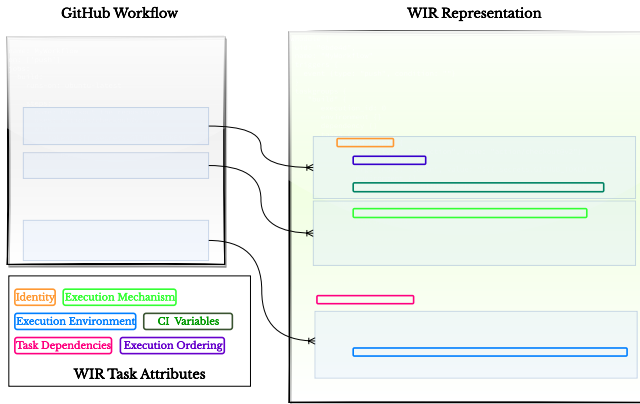 GitHub Workflow
WIR Representation
Identity
Execution Mechanism
Execution Environment
CI Variables
Task Dependencies
Execution Ordering
WIR Task Attributes